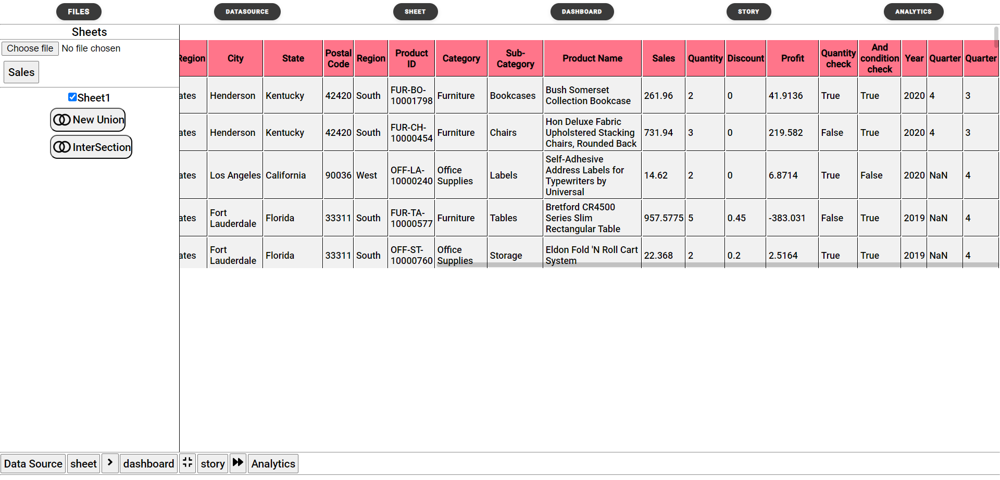 FILES DATASOURCE SHEET DASHBOARD STORY ANALYTICS
Sheets
Choose file No file chosen
Sales
Sheet1
New Union
InterSection
Region City State Postal Code Region Product ID Category Sub-Category Product Name Sales Quantity Discount Profit Quantity check And condition check Year Quarter Quarter
ates Henderson Kentucky 42420 South FUR-BO-10001798 Furniture Bookcases Bush Somerset Collection Bookcase 261.96 2 0 41.9136 True True 2020 4 3
ates Henderson Kentucky 42420 South FUR-CH-10000454 Furniture Chairs Hon Deluxe Fabric Upholstered Stacking Chairs, Rounded Back 731.94 3 0 219.582 False True 2020 4 3
ates Los Angeles California 90036 West OFF-LA-10000240 Office Supplies Labels Self-Adhesive Address Labels for Typewriters by Universal 14.62 2 0 6.8714 True False 2020 NaN 4
ates Fort Lauderdale Florida 33311 South FUR-TA-10000577 Furniture Tables Bretford CR4500 Series Slim Rectangular Table 957.5775 5 0.45 -383.031 False True 2019 NaN 4
ates Fort Lauderdale Florida 33311 South OFF-ST-10000760 Office Supplies Storage Eldon Fold 'N Roll Cart System 22.368 2 0.2 2.5164 True True 2019 NaN 4
Data Source sheet dashboard story Analytics